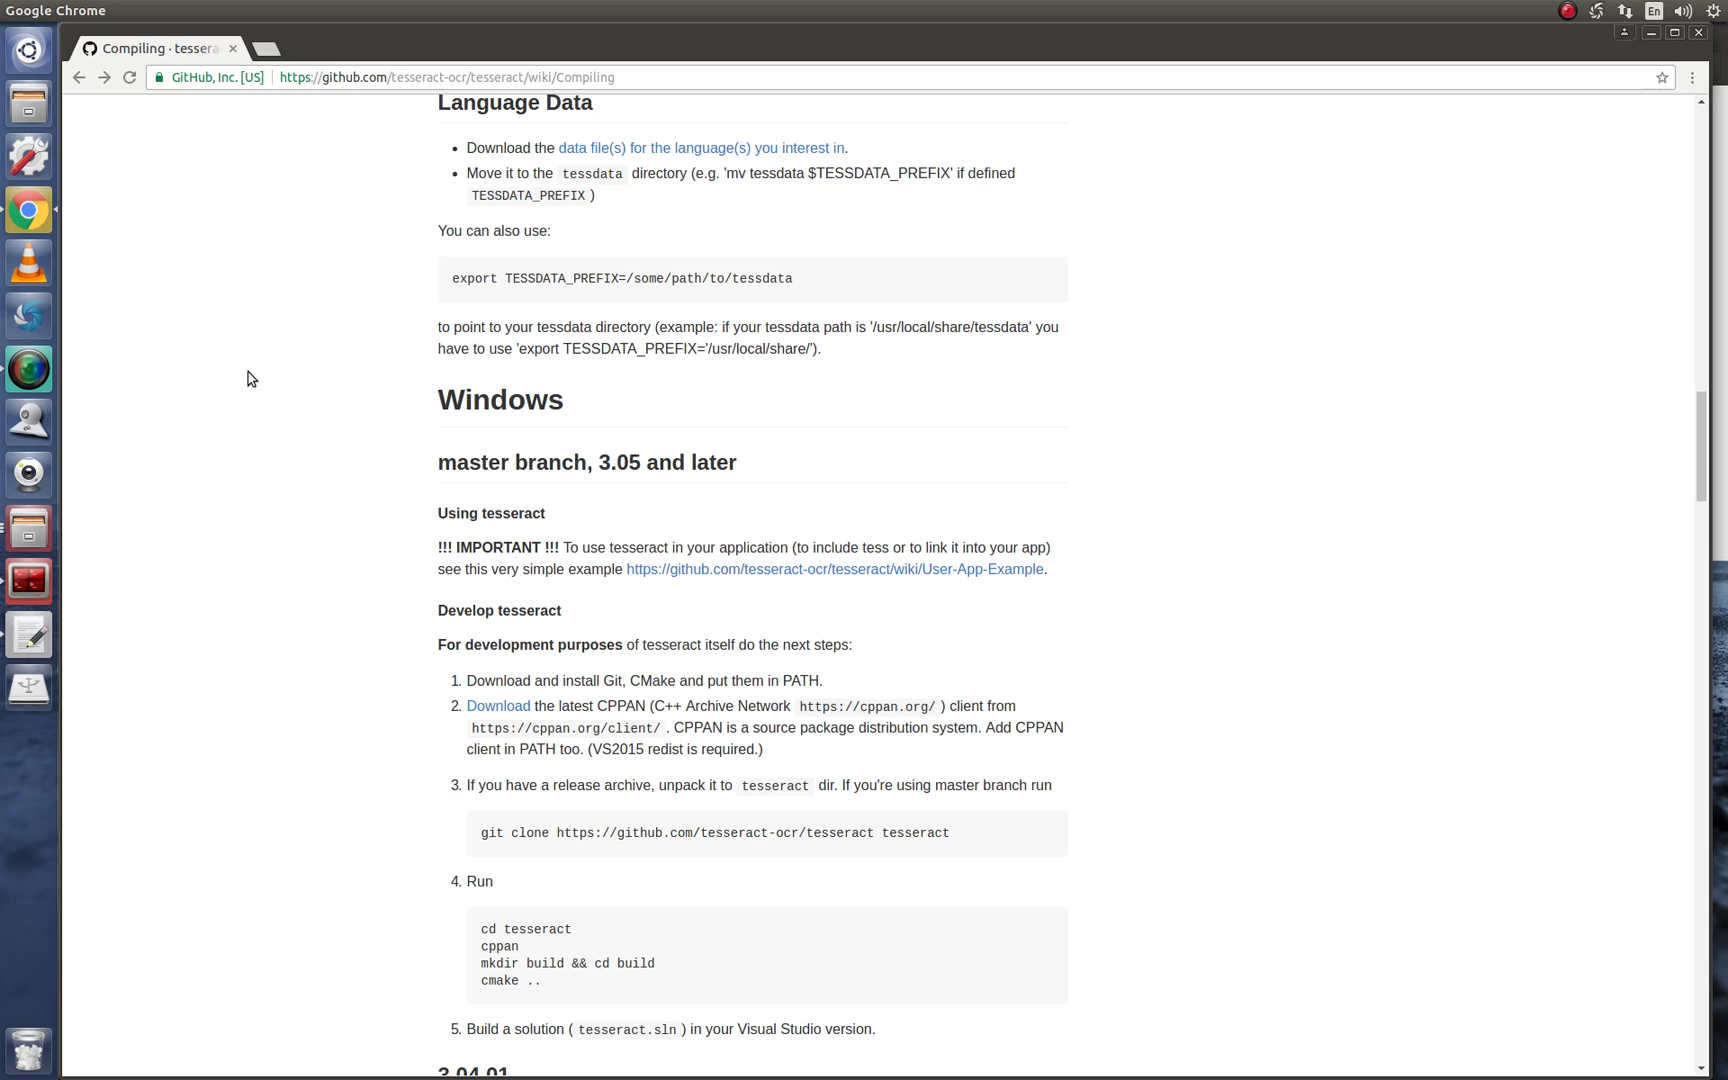 Google Chrome
En
Compiling · tessera
GitHub, Inc. [US]
https://github.com/tesseract-ocr/tesseract/wiki/Compiling
Language Data
• Download the data file(s) for the language(s) you interest in.
• Move it to the tessdata directory (e.g. 'mv tessdata $TESSDATA_PREFIX' if defined
TESSDATA_PREFIX )
You can also use:
export TESSDATA_PREFIX=/some/path/to/tessdata
to point to your tessdata directory (example: if your tessdata path is '/usr/local/share/tessdata' you
have to use 'export TESSDATA_PREFIX='/usr/local/share/').
Windows
master branch, 3.05 and later
Using tesseract
!!! IMPORTANT !!! To use tesseract in your application (to include tess or to link it into your app)
see this very simple example https://github.com/tesseract-ocr/tesseract/wiki/User-App-Example.
Develop tesseract
For development purposes of tesseract itself do the next steps:
1. Download and install Git, CMake and put them in PATH.
2. Download the latest CPPAN (C++ Archive Network https://cppan.org/ ) client from
https://cppan.org/client/ . CPPAN is a source package distribution system. Add CPPAN
client in PATH too. (VS2015 redist is required.)
3. If you have a release archive, unpack it to tesseract dir. If you're using master branch run
git clone https://github.com/tesseract-ocr/tesseract tesseract
4. Run
cd tesseract
cppan
mkdir build && cd build
cmake ..
5. Build a solution ( tesseract.sln ) in your Visual Studio version.
3.04.01